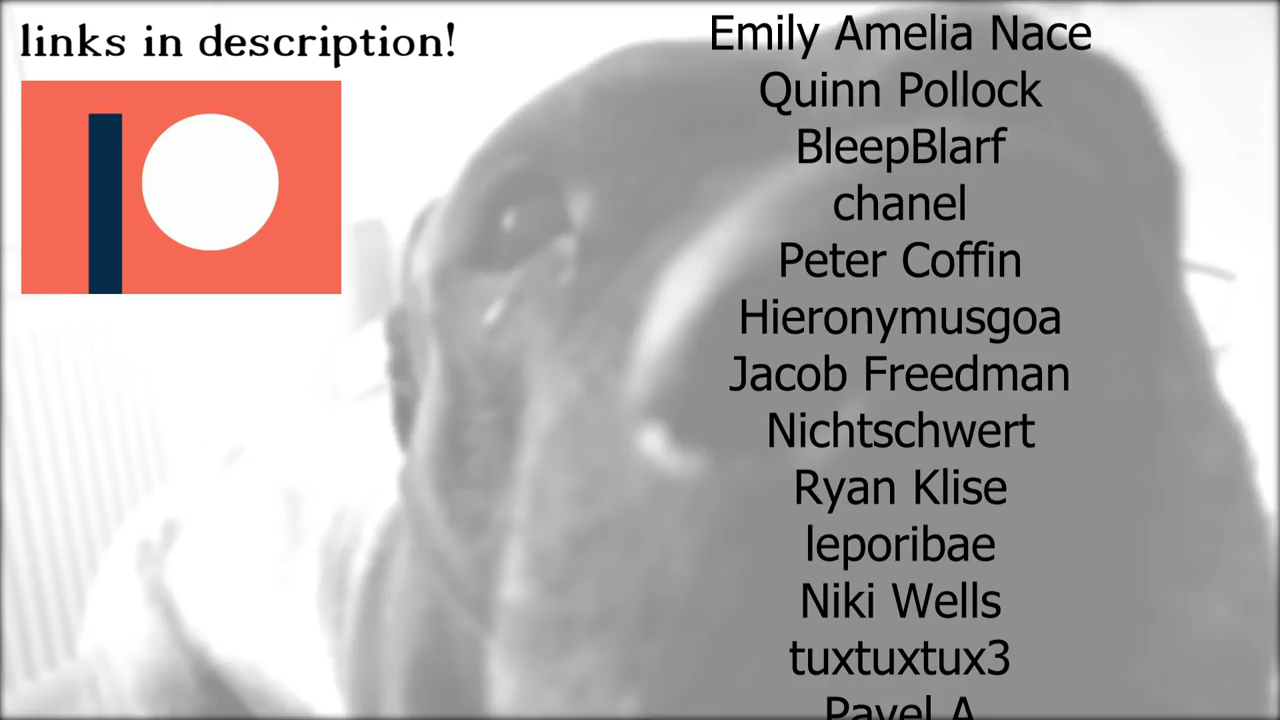 links in description!
Emily Amelia Nace
Quinn Pollock
BleepBlarf
chanel
Peter Coffin
Hieronymusgoa
Jacob Freedman
Nichtschwert
Ryan Klise
leporibae
Niki Wells
tuxtuxtux3
Pavel A